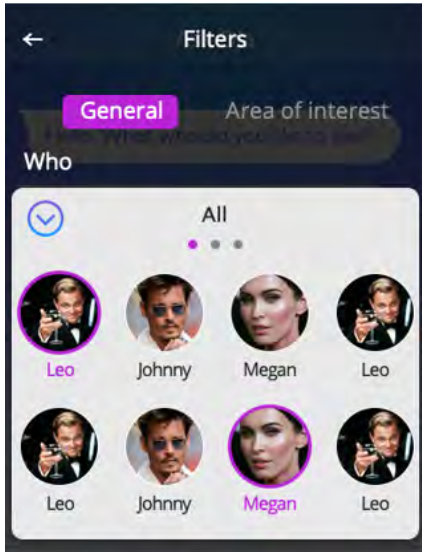 Filters
General Area of interest
Who
All
Leo Johnny Megan Leo
Leo Johnny Megan Leo